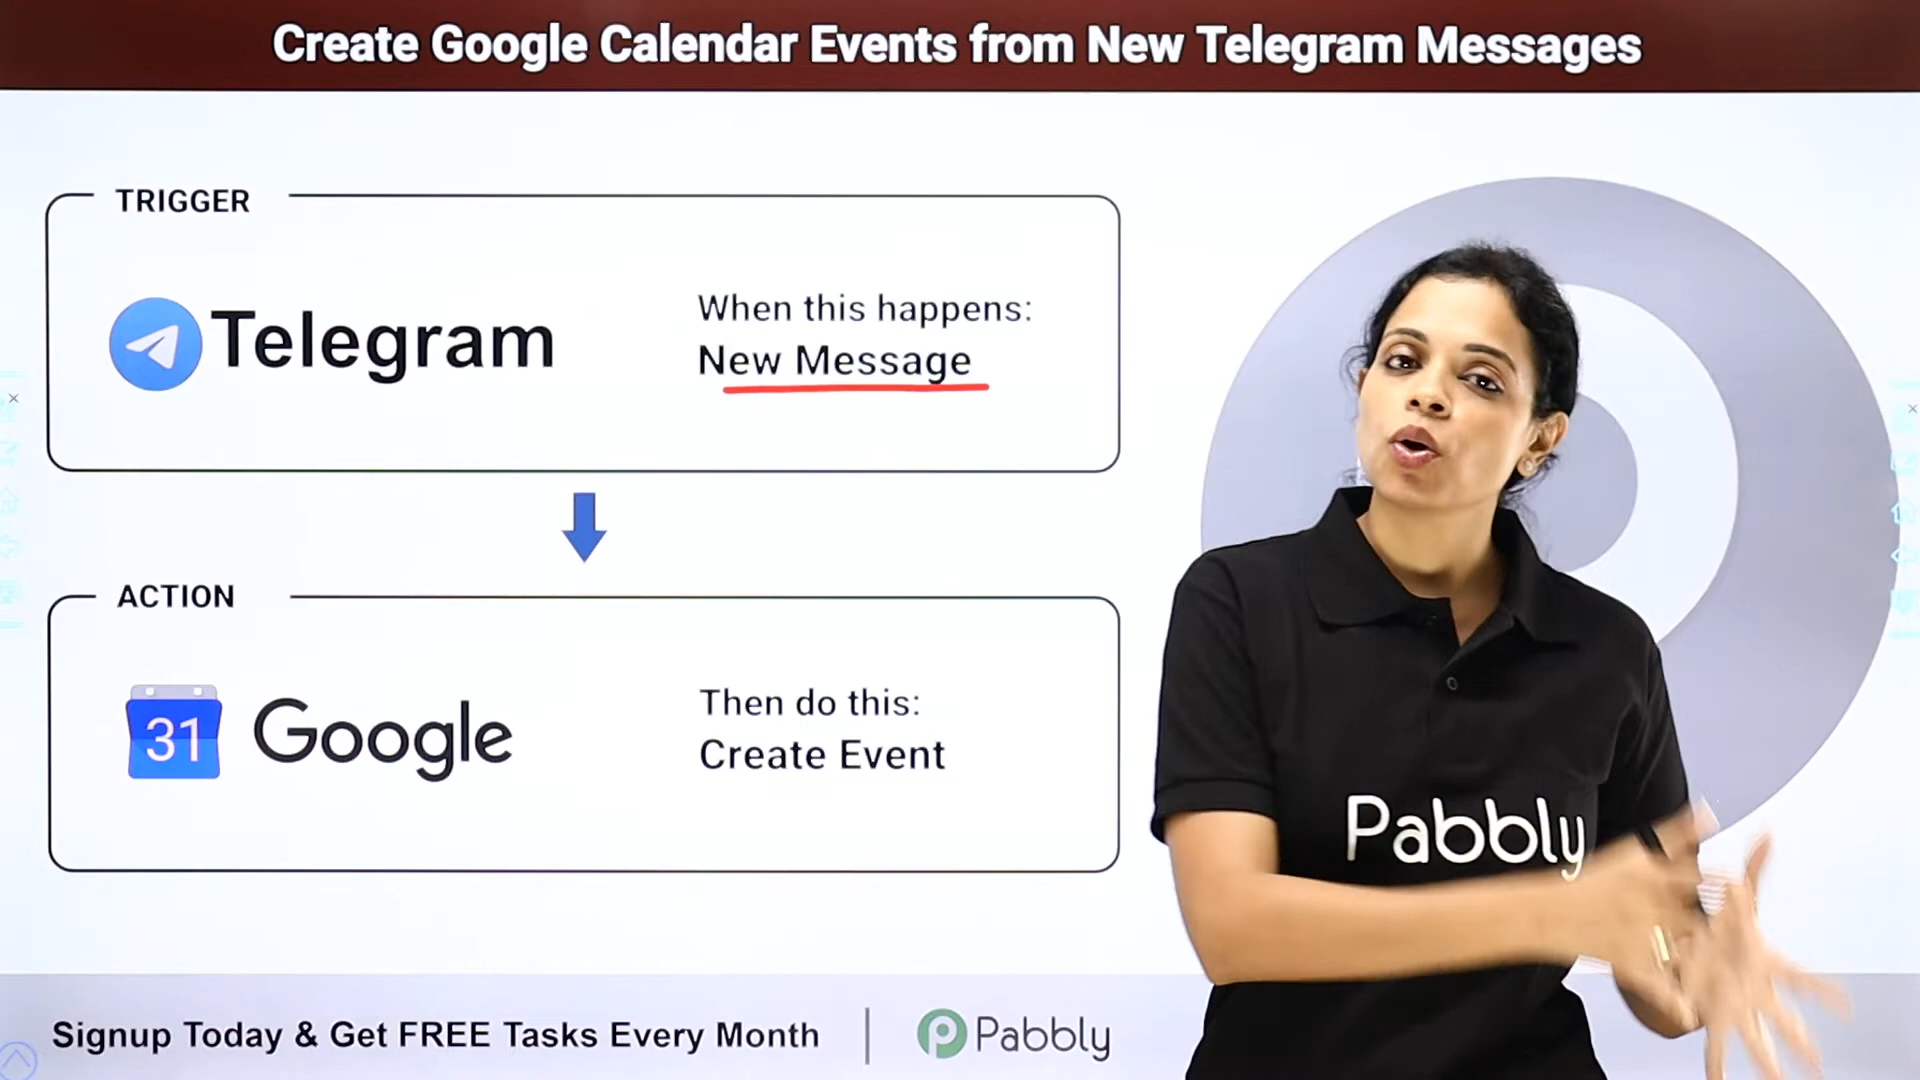 Create Google Calendar Events from New Telegram Messages
TRIGGER
Telegram
When this happens:
New Message
ACTION
31
Google
Then do this:
Create Event
Pabbly
Signup Today & Get FREE Tasks Every Month
Pabbly